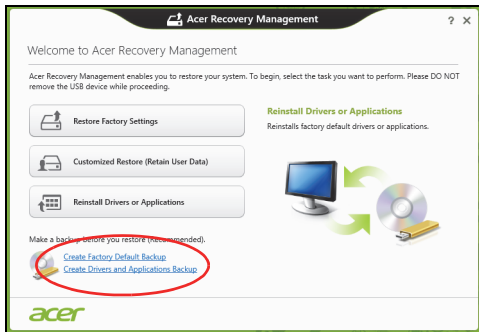 Acer Recovery Management
? X
Welcome to Acer Recovery Management
Acer Recovery Management enables you to restore your system. To begin, select the task you want to perform. Please DO NOT
remove the USB device while proceeding.
Restore Factory Settings
Customized Restore (Retain User Data)
Reinstall Drivers or Applications
Reinstall Drivers or Applications
Reinstalls factory default drivers or applications.
Make a backup before you restore (Recommended).
Create Factory Default Backup
Create Drivers and Applications Backup
acer